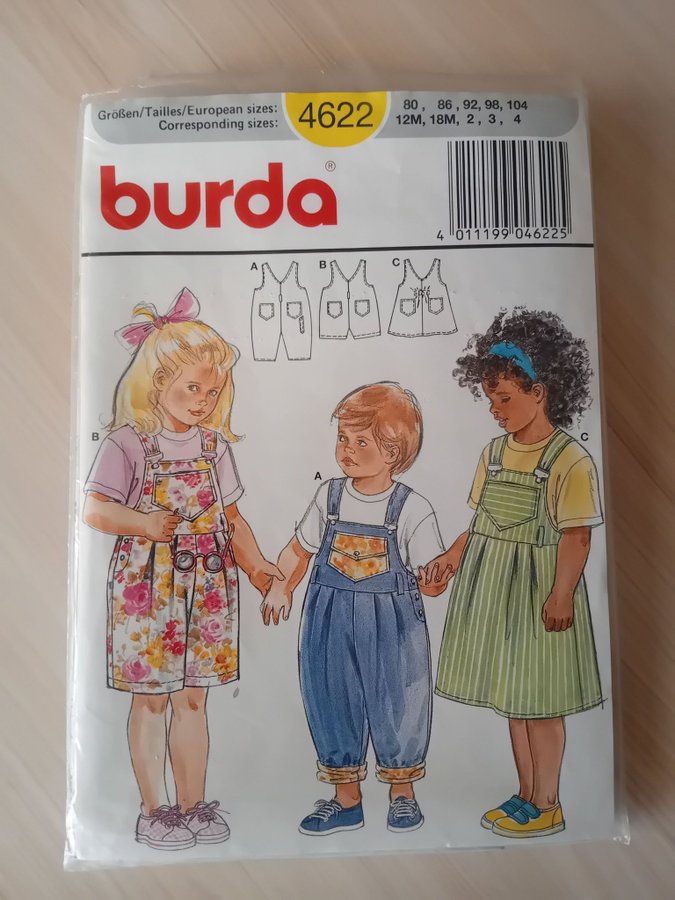 Größen/Tailles/European sizes: 4622 80, 86, 92, 98, 104
Corresponding sizes: 12M, 18M, 2, 3, 4
burda®
4 011199 046225
A B C
B
A
C